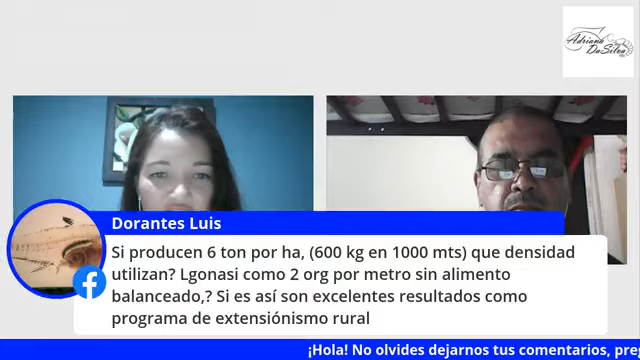 Adriana
DaSilva
Dorantes Luis
Si producen 6 ton por ha, (600 kg en 1000 mts) que densidad
utilizan? Lgonasi como 2 org por metro sin alimento
balanceado,? Si es así son excelentes resultados como
programa de extensiónismo rural
¡Hola! No olvides dejarnos tus comentarios, preg